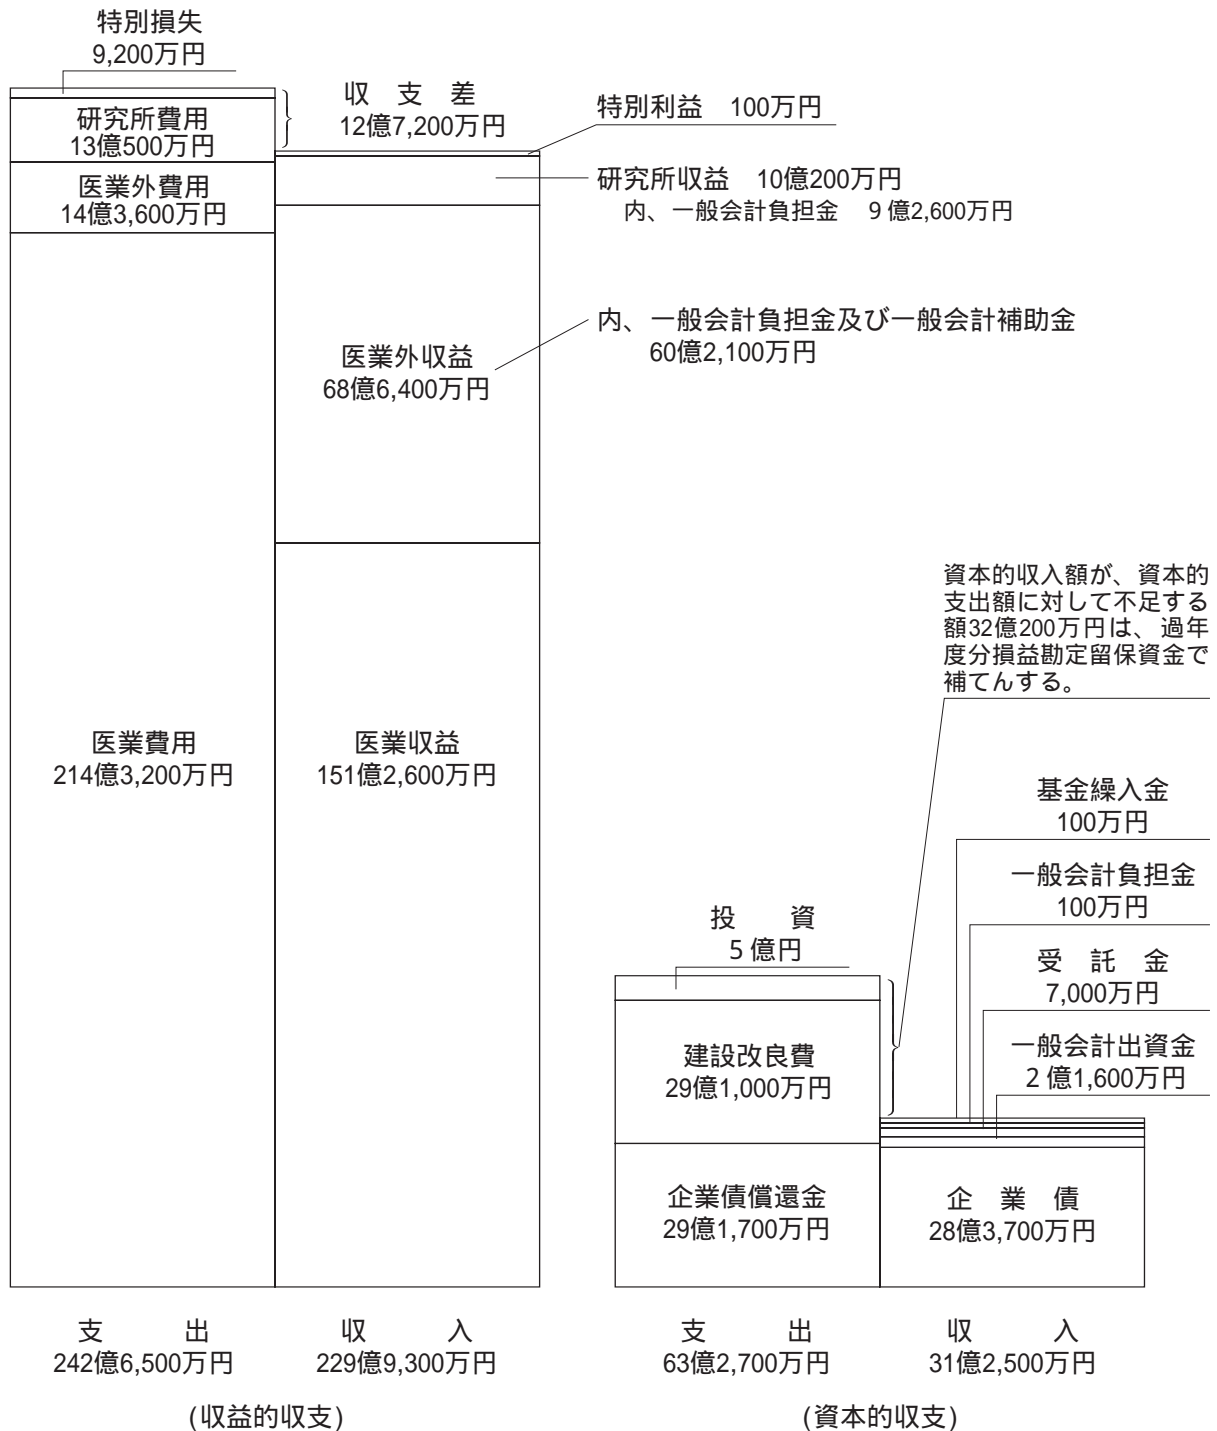 特別損失
9,200万円
研究所費用
13億500万円
医業外費用
14億3,600万円
医業費用
214億3,200万円
収 支 差
12億7,200万円
特別利益 100万円
研究所収益 10億200万円
内、一般会計負担金 9億2,600万円
内、一般会計負担金及び一般会計補助金
60億2,100万円
医業外収益
68億6,400万円
医業収益
151億2,600万円
支 出
242億6,500万円
収 入
229億9,300万円
(収益的収支)
資本的収入額が、資本的
支出額に対して不足する
額32億200万円は、過年
度分損益勘定留保資金で
補てんする。
投 資
5億円
建設改良費
29億1,000万円
企業債償還金
29億1,700万円
基金繰入金
100万円
一般会計負担金
100万円
受 託 金
7,000万円
一般会計出資金
2億1,600万円
企 業 債
28億3,700万円
支 出
63億2,700万円
収 入
31億2,500万円
(資本的収支)